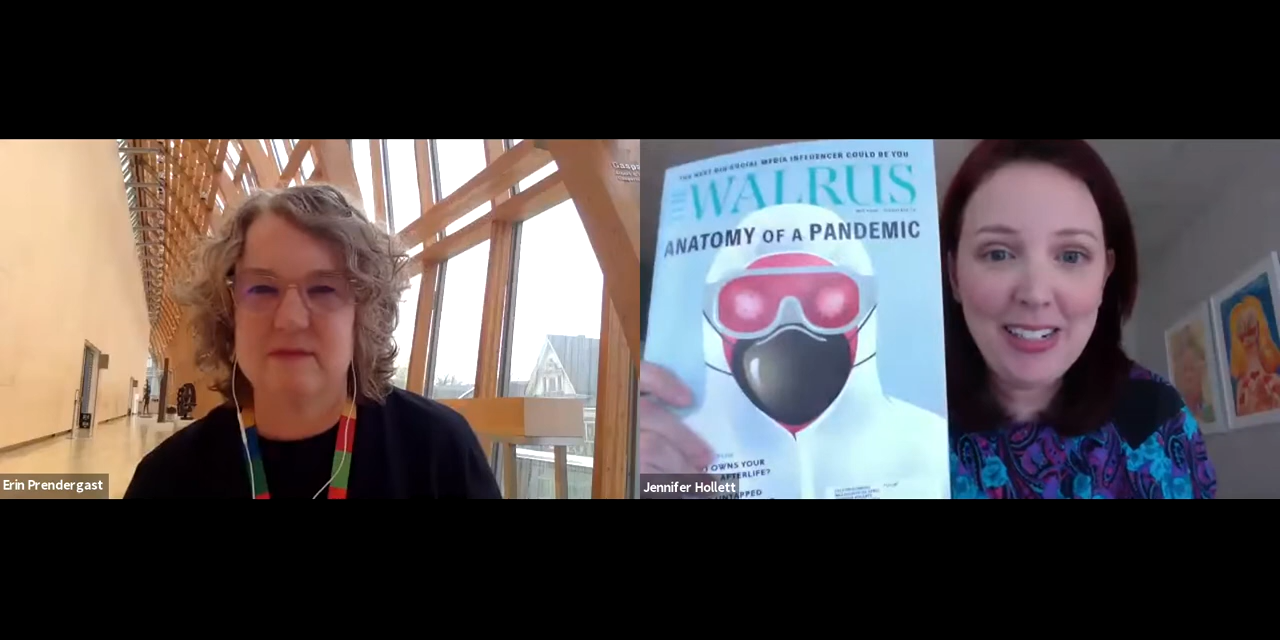 THE NEXT BIG SOCIAL MEDIA INFLUENCER COULD BE YOU
THE
WALRUS
ANATOMY OF A PANDEMIC
OWNS YOUR
AFTERLIFE?
UNTAPPED
Erin Prendergast
Jennifer Hollett